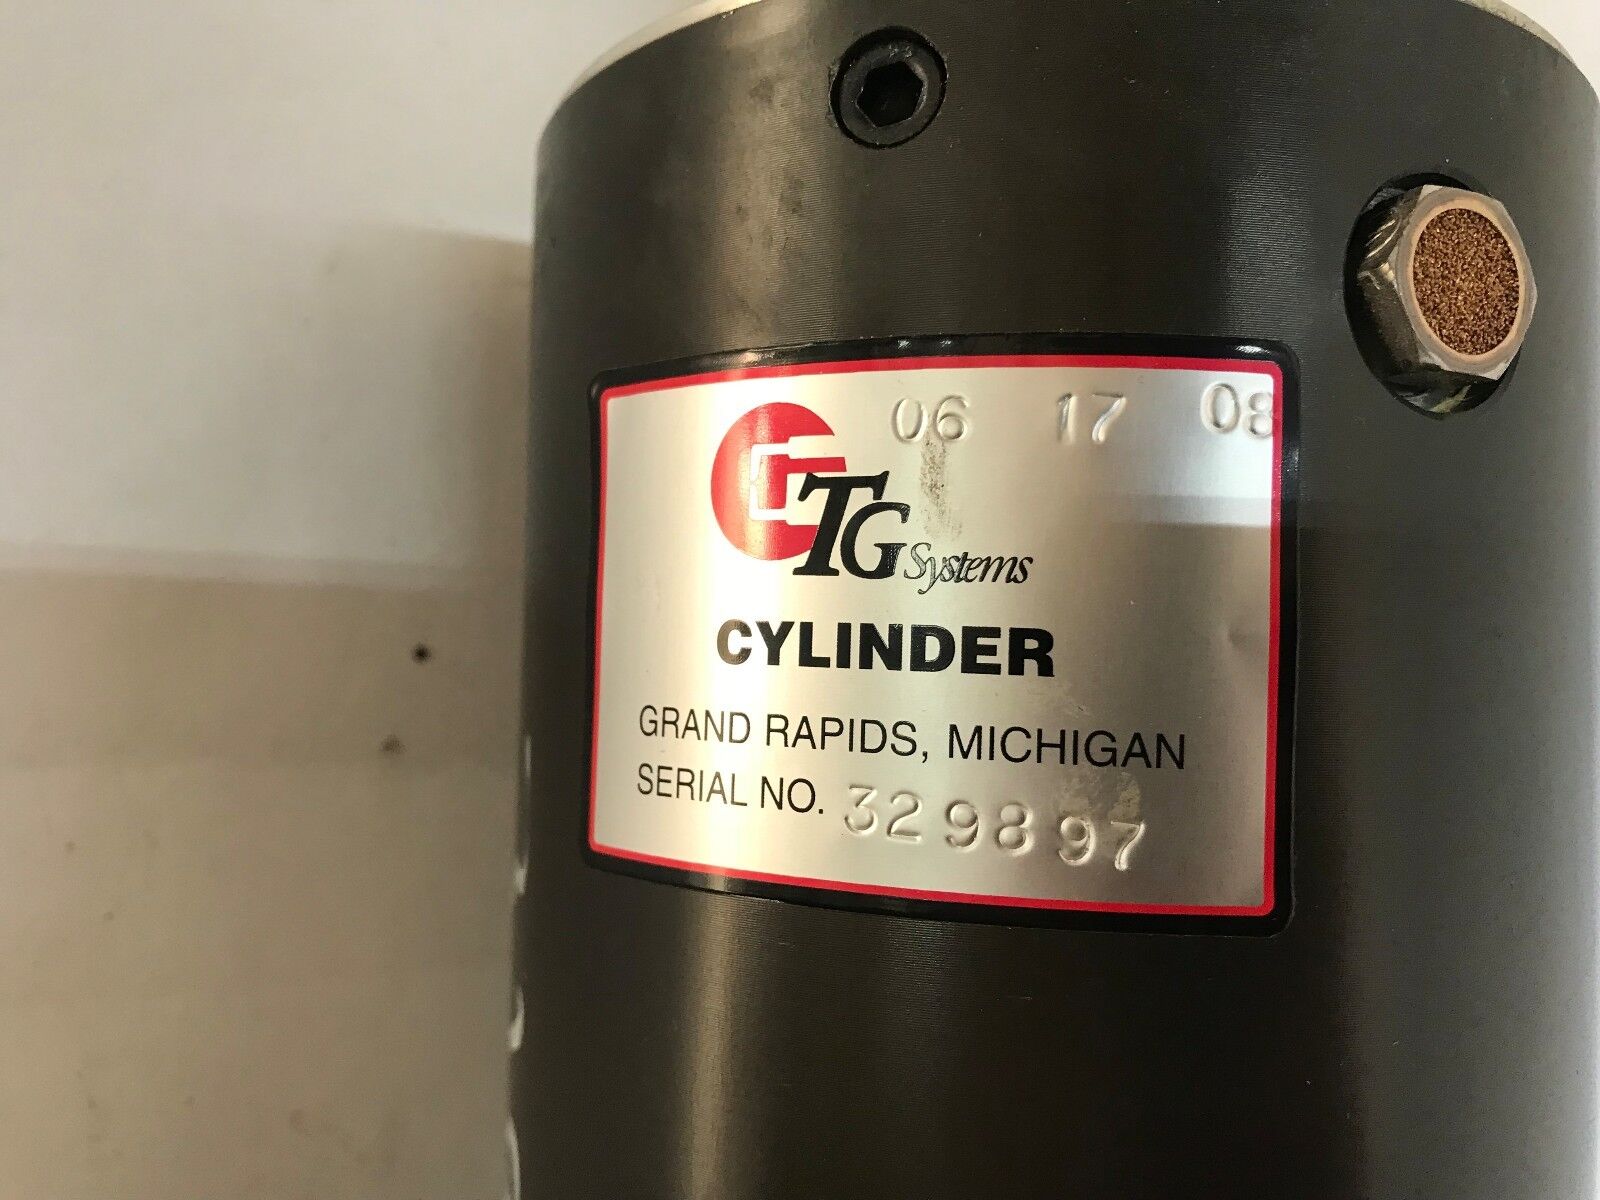 06 17 08
TG Systems
CYLINDER
GRAND RAPIDS, MICHIGAN
SERIAL NO. 329897